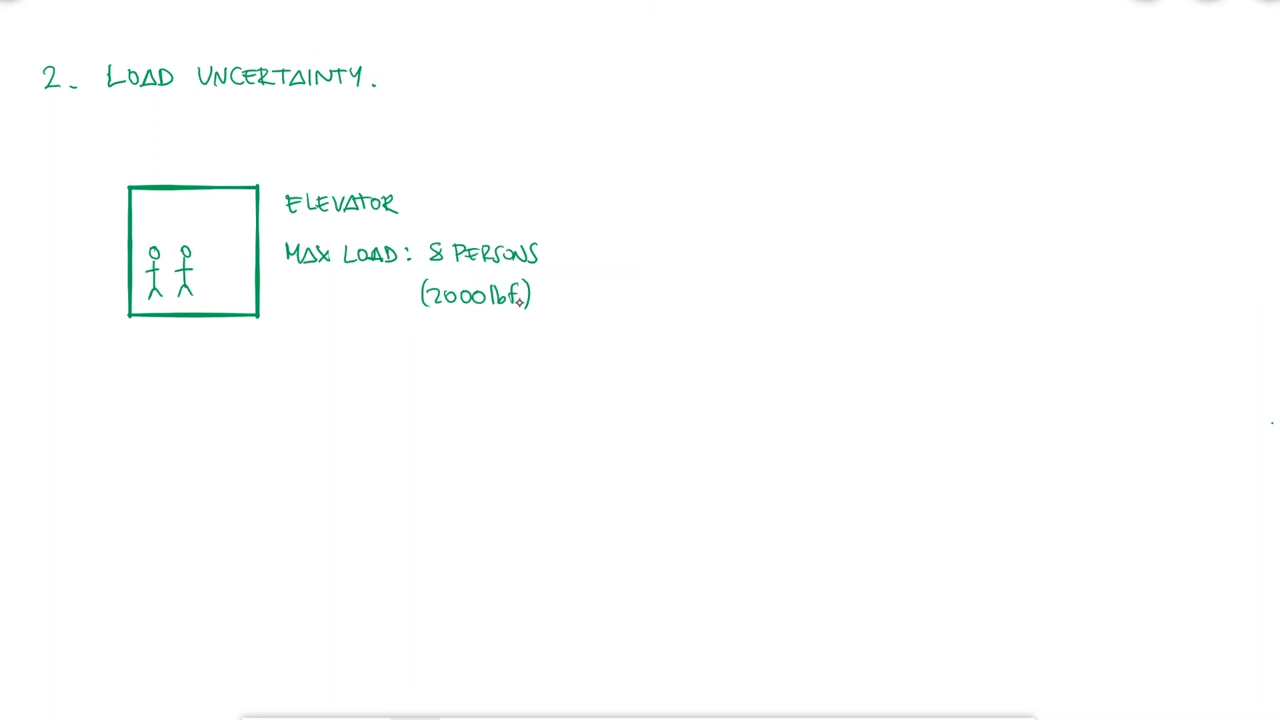 2. LOAD UNCERTAINTY.
ELEVATOR
MAX LOAD: 8 PERSONS
(2000 lbf)